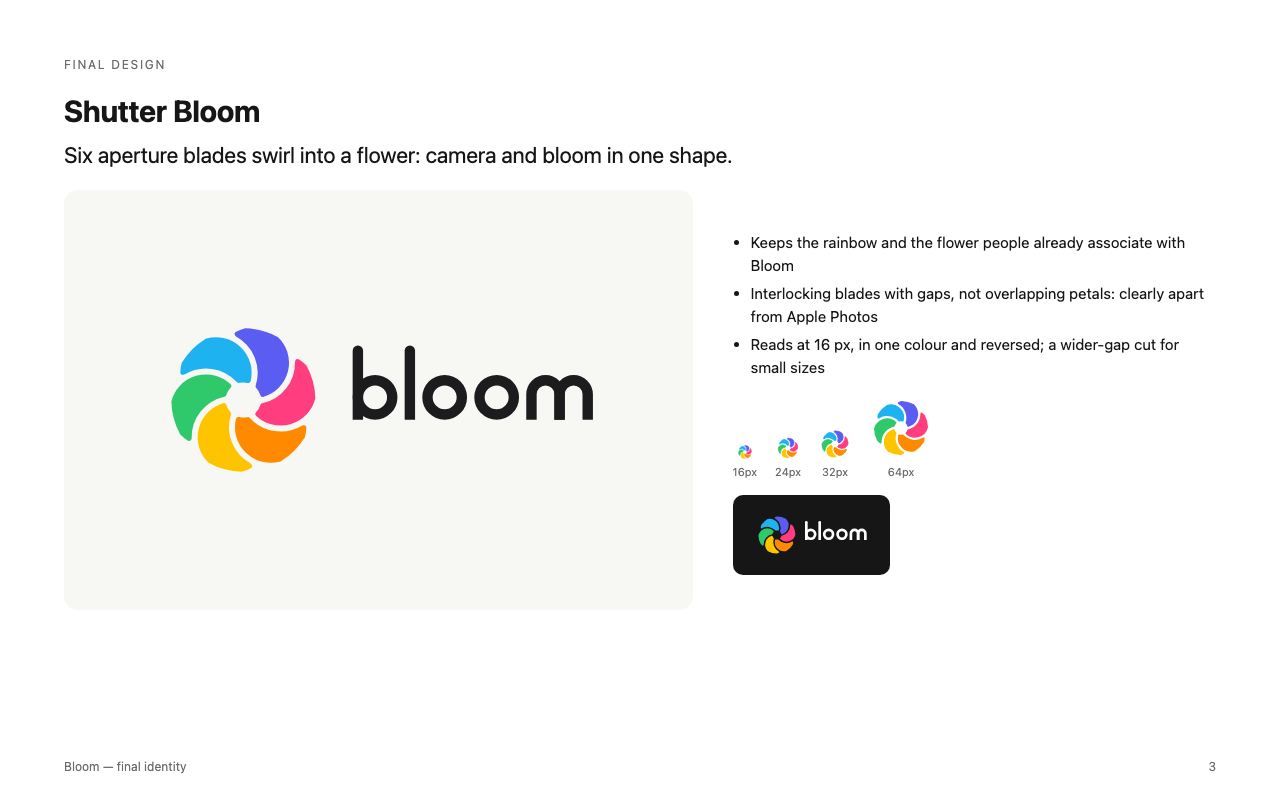 FINAL DESIGN
Shutter Bloom
Six aperture blades swirl into a flower: camera and bloom in one shape.
bloom
• Keeps the rainbow and the flower people already associate with
Bloom
• Interlocking blades with gaps, not overlapping petals: clearly apart
from Apple Photos
• Reads at 16 px, in one colour and reversed; a wider-gap cut for
small sizes
16px 24px 32px 64px
bloom
Bloom — final identity
3